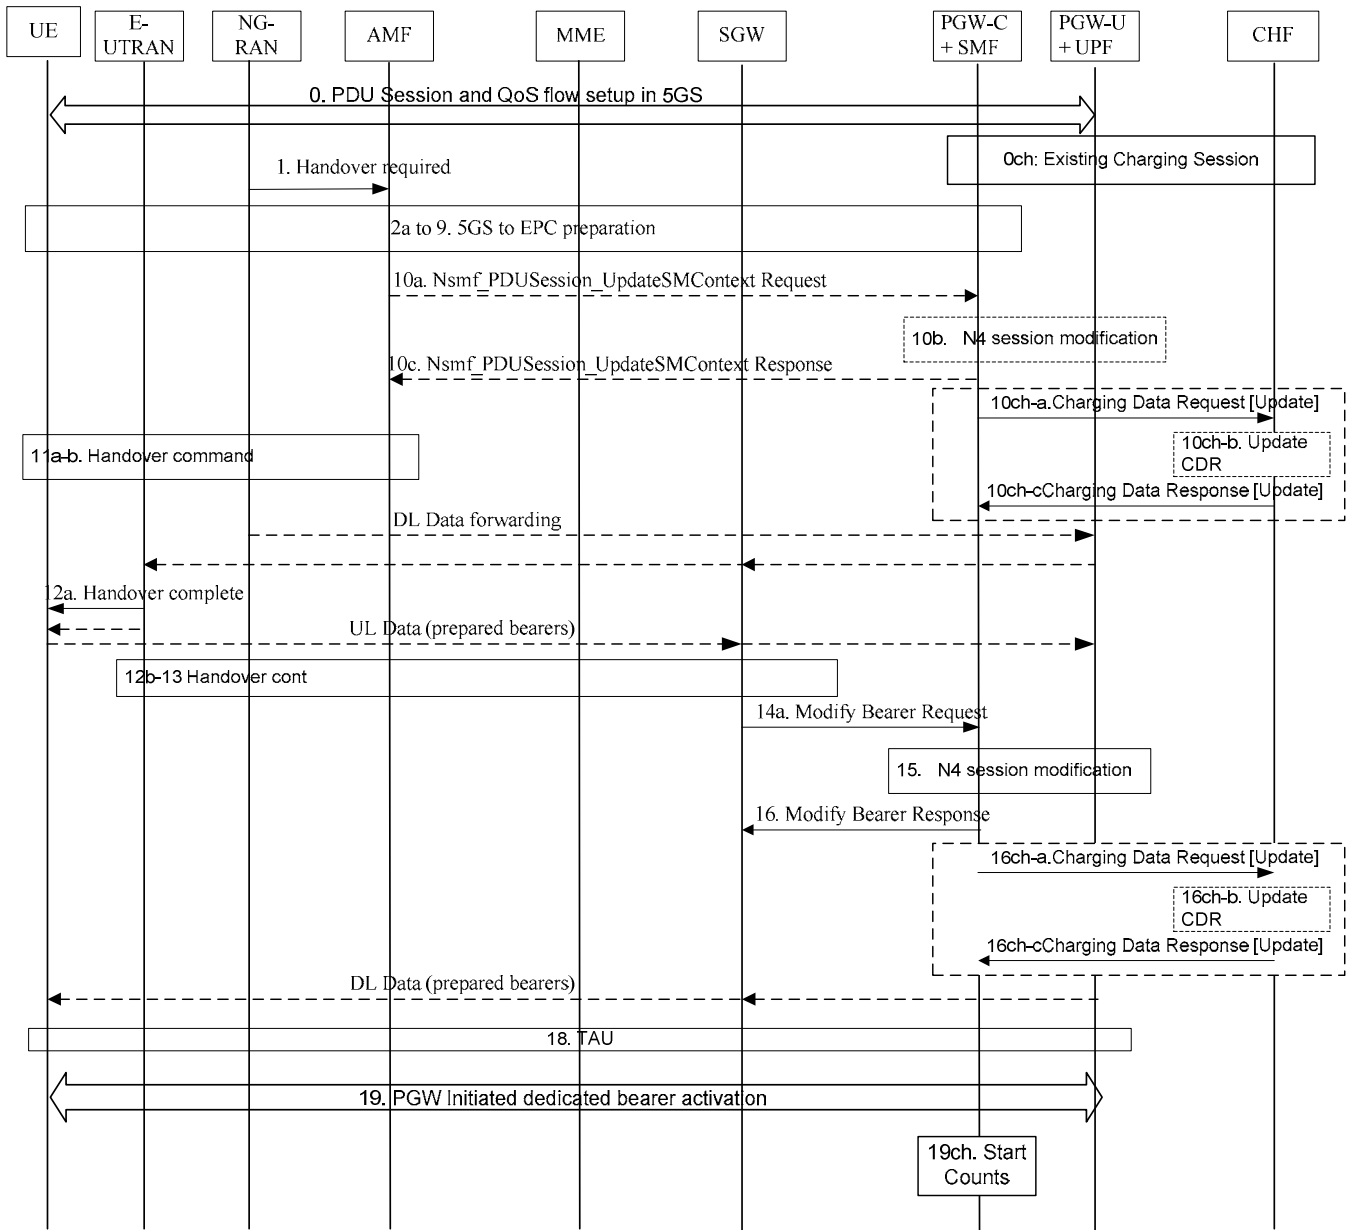 UE
E-
UTRAN
NG-
RAN
AMF
MME
SGW
PGW-C
+ SMF
PGW-U
+ UPF
CHF
0. PDU Session and QoS flow setup in 5GS
0ch: Existing Charging Session
1. Handover required
2a to 9. 5GS to EPC preparation
10a. Nsmf_PDUSession_UpdateSMContext Request
10b. N4 session modification
10c. Nsmf_PDUSession_UpdateSMContext Response
10ch-a.Charging Data Request [Update]
11a-b. Handover command
10ch-b. Update
CDR
10ch-cCharging Data Response [Update]
DL Data forwarding
12a. Handover complete
UL Data (prepared bearers)
12b-13 Handover cont
14a. Modify Bearer Request
15. N4 session modification
16. Modify Bearer Response
16ch-a.Charging Data Request [Update]
16ch-b. Update
CDR
16ch-cCharging Data Response [Update]
DL Data (prepared bearers)
18. TAU
19. PGW Initiated dedicated bearer activation
19ch. Start
Counts